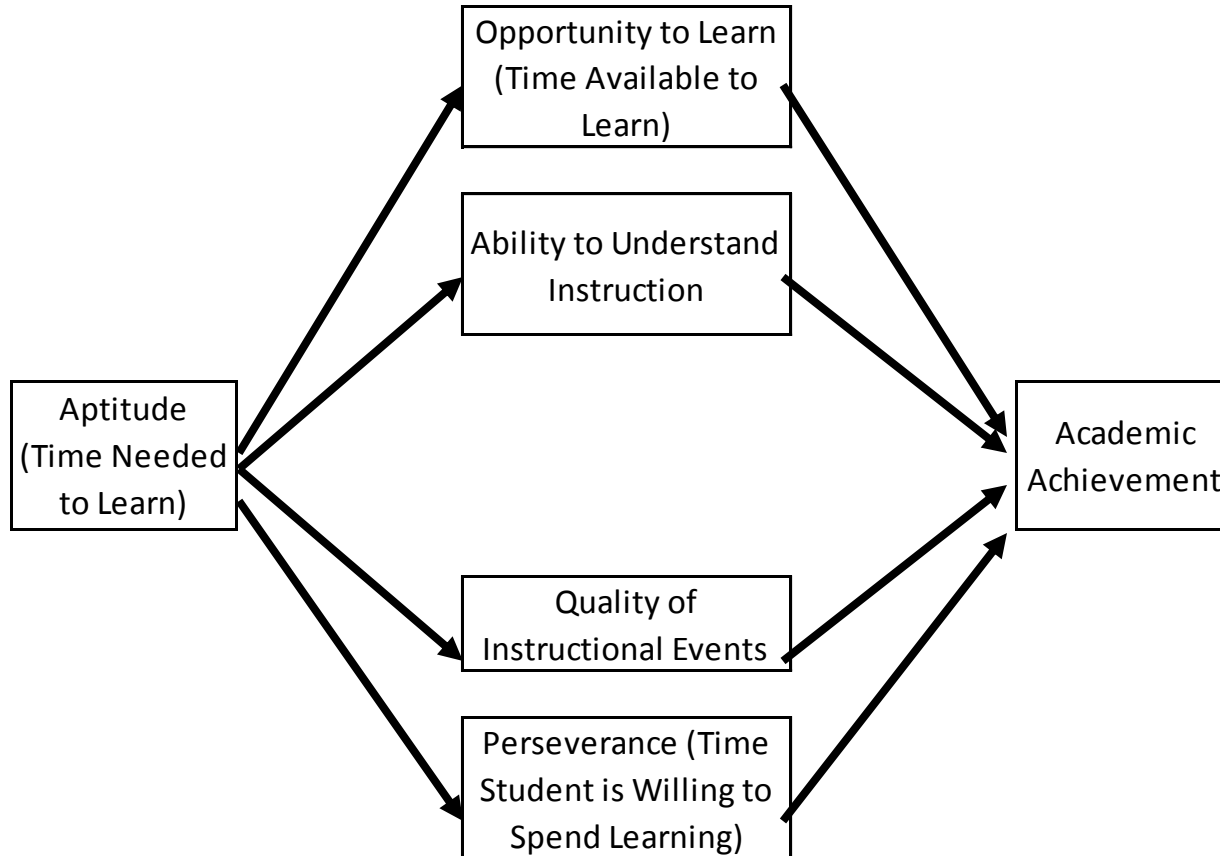 Opportunity to Learn
(Time Available to
Learn)
Ability to Understand
Instruction
Aptitude
(Time Needed
to Learn)
Academic
Achievement
Quality of
Instructional Events
Perseverance (Time
Student is Willing to
Spend Learning)